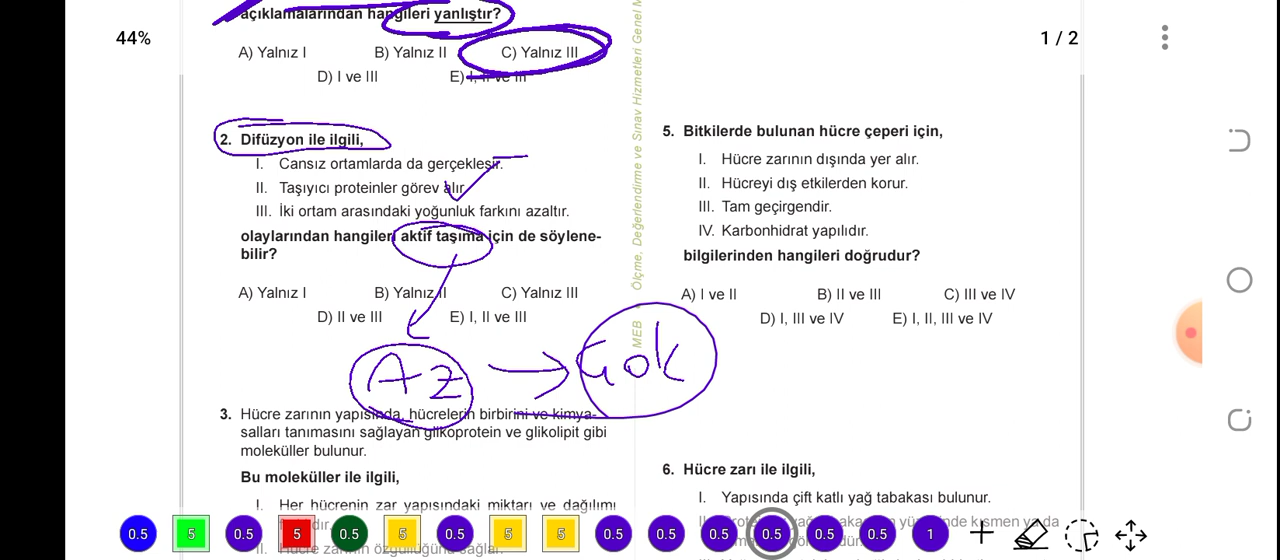 44%
1 / 2
açıklamalarından hangileri yanlıştır?
A) Yalnız I B) Yalnız II C) Yalnız III
D) I ve III E) I, II ve III
2. Difüzyon ile ilgili,
I. Cansız ortamlarda da gerçekleşir.
II. Taşıyıcı proteinler görev alır.
III. İki ortam arasındaki yoğunluk farkını azaltır.
olaylarından hangileri aktif taşıma için de söylene-
bilir?
A) Yalnız I B) Yalnız II C) Yalnız III
D) II ve III E) I, II ve III
Az → Çok
3. Hücre zarının yapısında, hücrelerin birbirini ve kimya-
salları tanımasını sağlayan glikoprotein ve glikolipit gibi
moleküller bulunur.
Bu moleküller ile ilgili,
I. Her hücrenin zar yapısındaki miktarı ve dağılımı
II. Hücre zarının özgüllüğünü sağlar.
MEB Ölçme, Değerlendirme ve Sınav Hizmetleri Genel M
5. Bitkilerde bulunan hücre çeperi için,
I. Hücre zarının dışında yer alır.
II. Hücreyi dış etkilerden korur.
III. Tam geçirgendir.
IV. Karbonhidrat yapılıdır.
bilgilerinden hangileri doğrudur?
A) I ve II B) II ve III C) III ve IV
D) I, III ve IV E) I, II, III ve IV
6. Hücre zarı ile ilgili,
I. Yapısında çift katlı yağ tabakası bulunur.
0.5 5 0.5 5 0.5 5 0.5 5 5 0.5 0.5 0.5 0.5 0.5 0.5 1